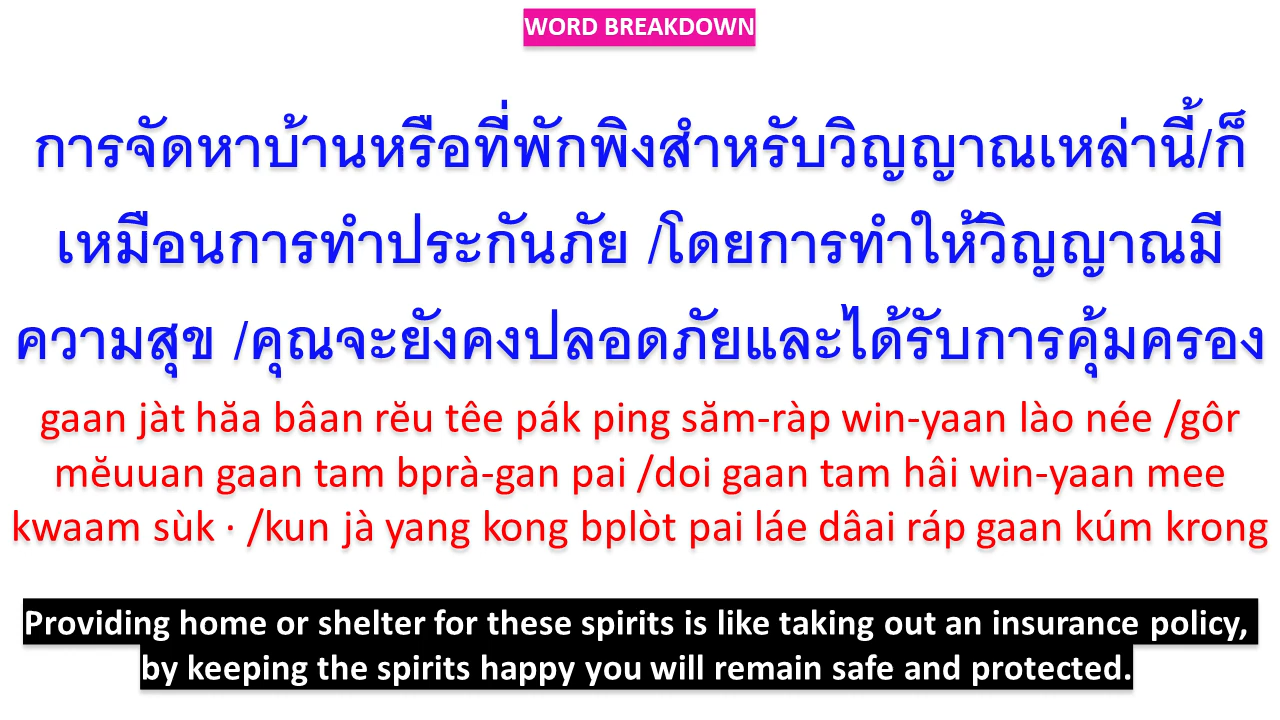 WORD BREAKDOWN
การจัดหาบ้านหรือที่พักพิงสำหรับวิญญาณเหล่านี้/ก็
เหมือนการทำประกันภัย /โดยการทำให้วิญญาณมี
ความสุข /คุณจะยังคงปลอดภัยและได้รับการคุ้มครอง
gaan jàt hăa bâan rĕu têe pák ping săm-ràp win-yaan lào née /gôr
mĕuuan gaan tam bprà-gan pai /doi gaan tam hâi win-yaan mee
kwaam sùk · /kun jà yang kong bplòt pai láe dâai ráp gaan kúm krong
Providing home or shelter for these spirits is like taking out an insurance policy,
by keeping the spirits happy you will remain safe and protected.